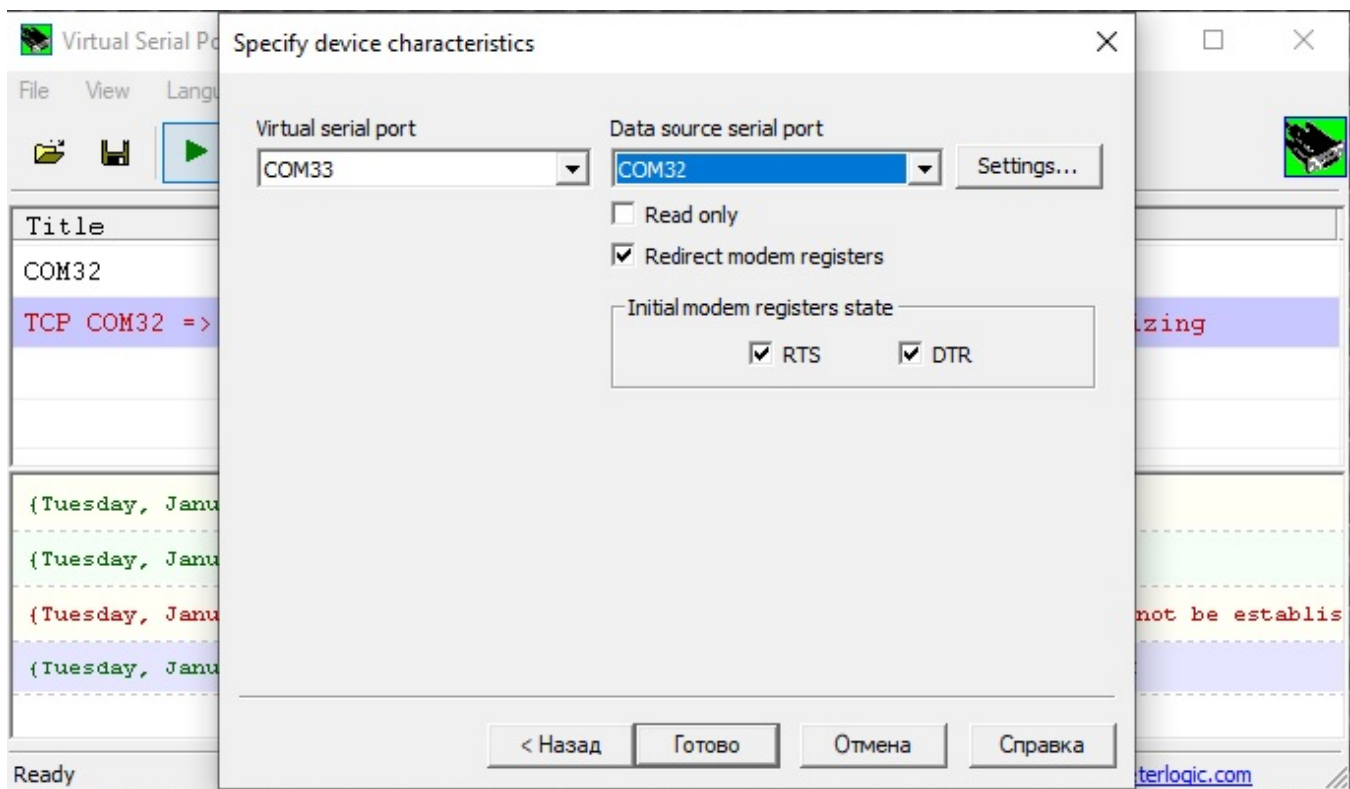 Virtual Serial Po
Specify device characteristics
File View Langu
Virtual serial port
Data source serial port
COM33
COM32
Settings...
Read only
Redirect modem registers
Initial modem registers state
RTS DTR
Title
COM32
TCP COM32 =>
izing
{Tuesday, Janu
{Tuesday, Janu
{Tuesday, Janu
not be establis
{Tuesday, Janu
< Назад
Готово
Отмена
Справка
Ready
terlogic.com